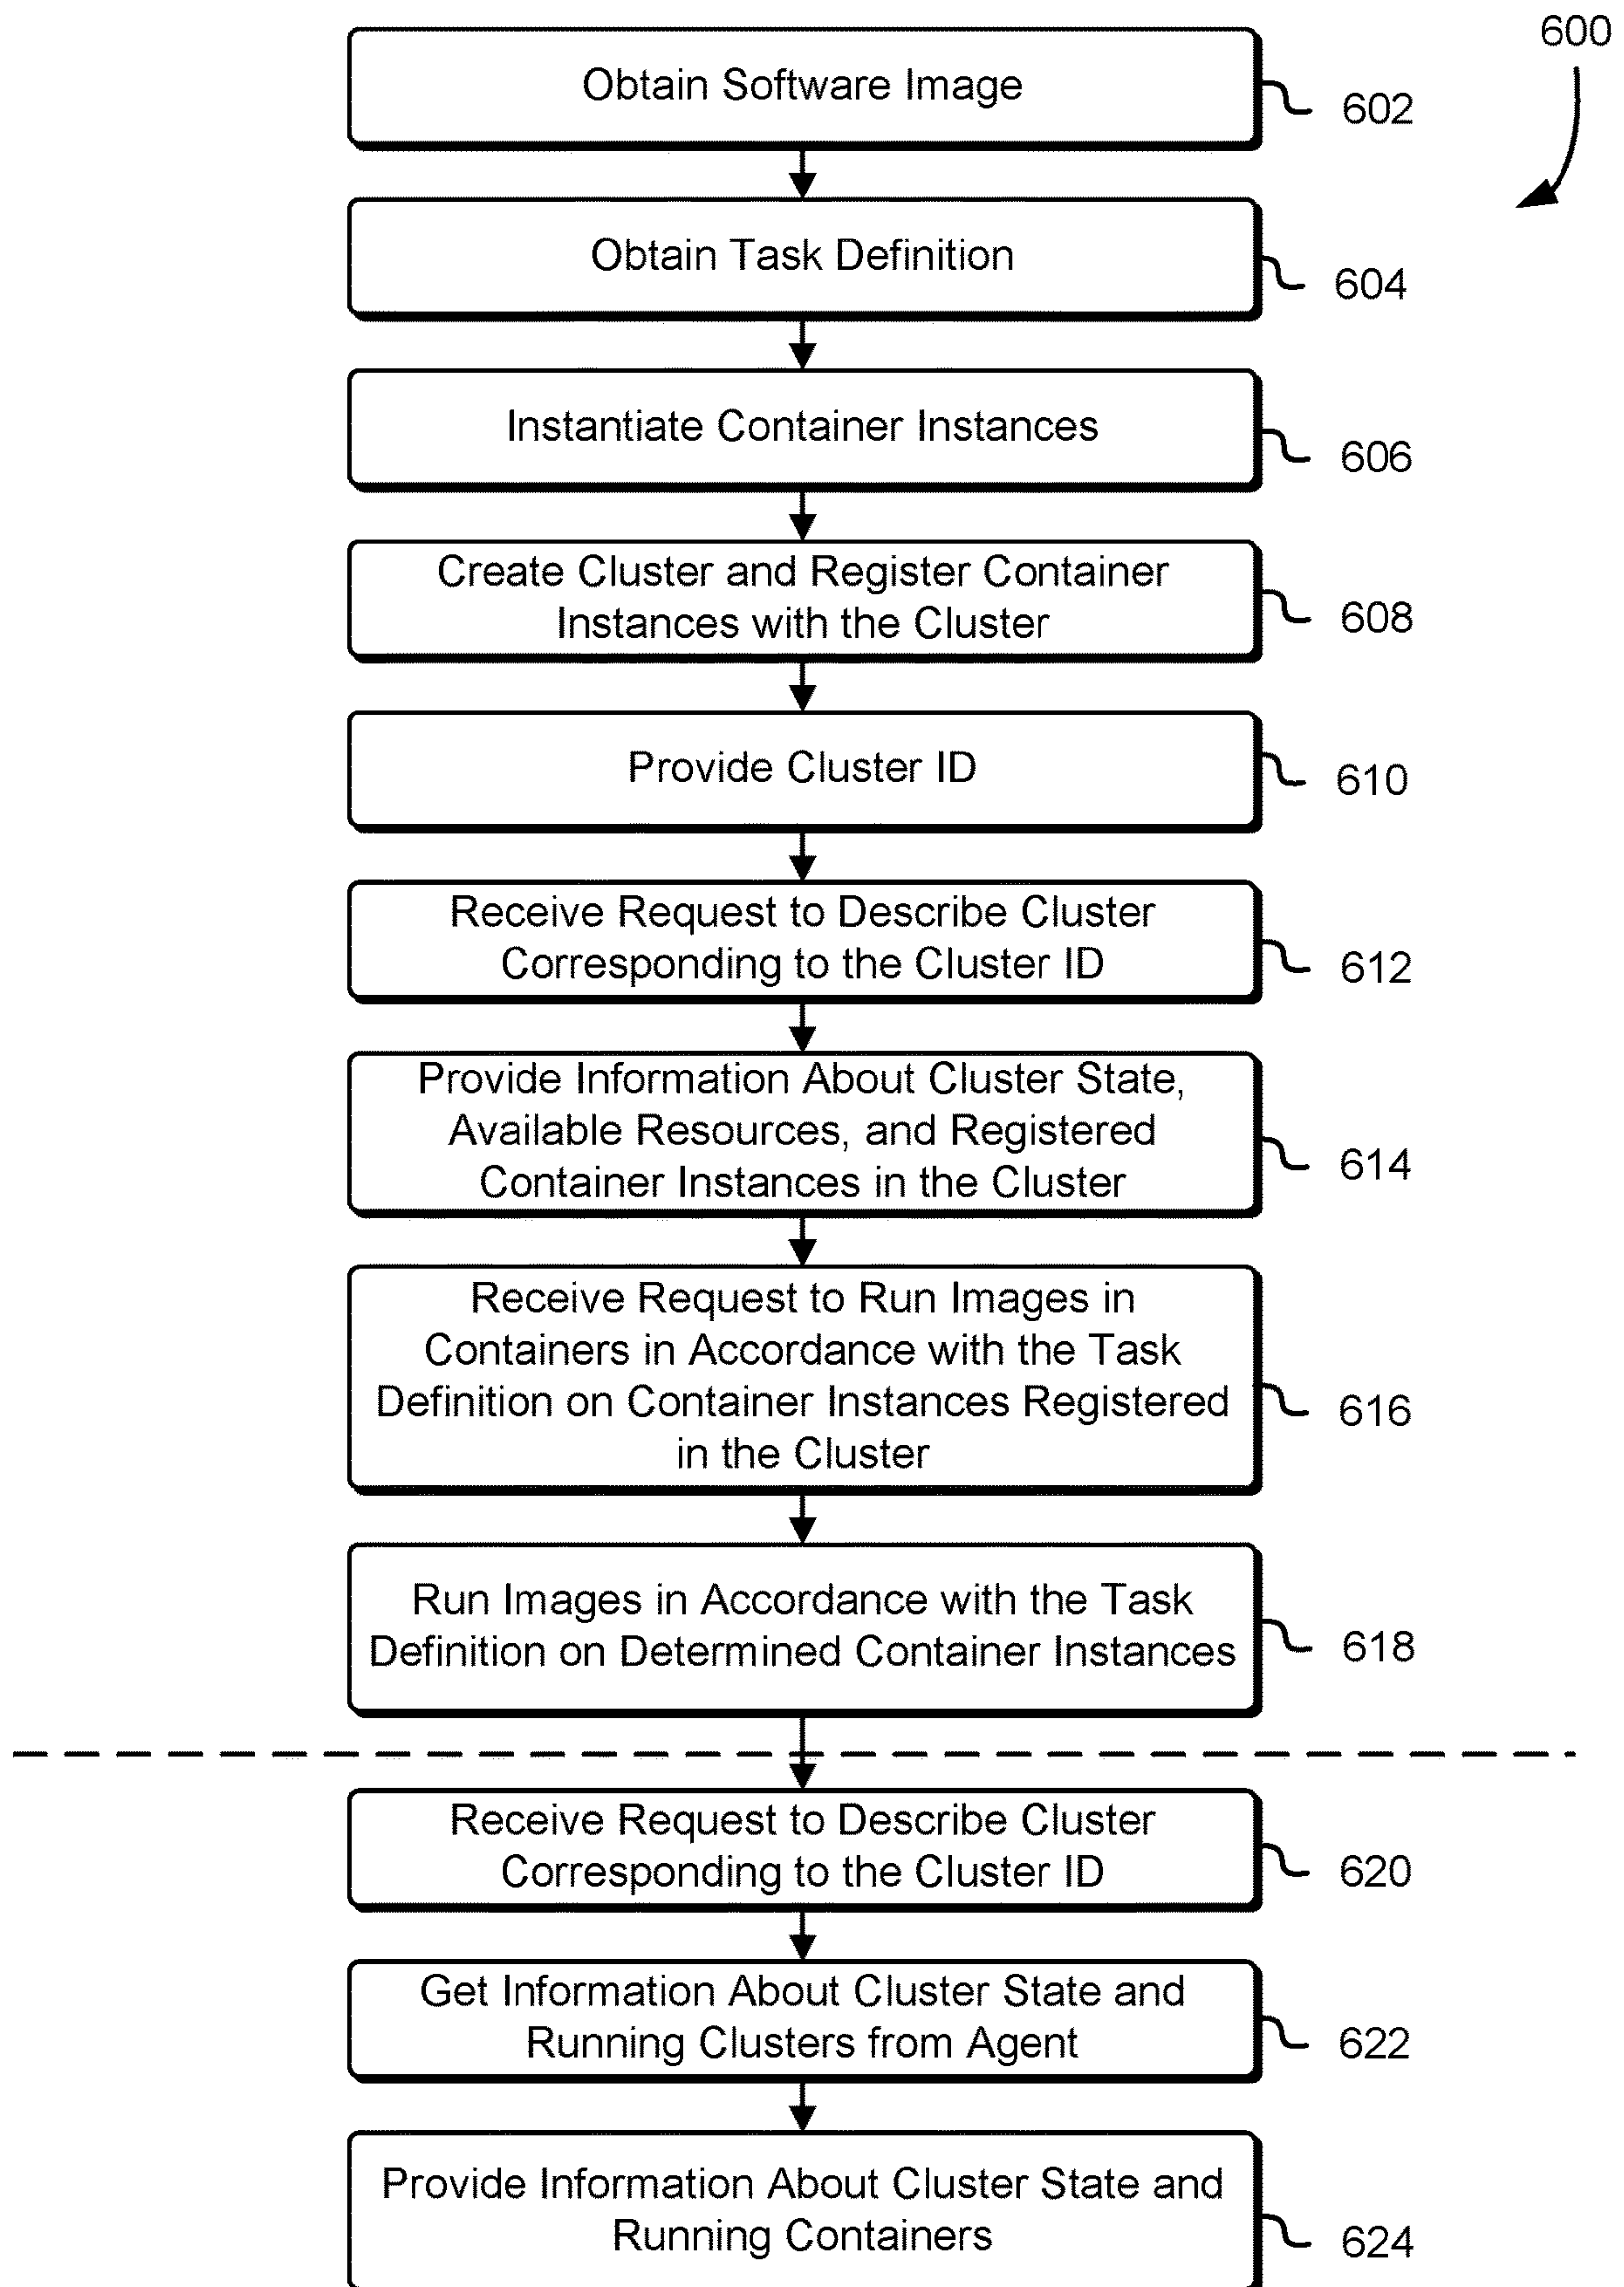 600
Obtain Software Image
602
Obtain Task Definition
604
Instantiate Container Instances
606
Create Cluster and Register Container
Instances with the Cluster
608
Provide Cluster ID
610
Receive Request to Describe Cluster
Corresponding to the Cluster ID
612
Provide Information About Cluster State,
Available Resources, and Registered
Container Instances in the Cluster
614
Receive Request to Run Images in
Containers in Accordance with the Task
Definition on Container Instances Registered
in the Cluster
616
Run Images in Accordance with the Task
Definition on Determined Container Instances
618
Receive Request to Describe Cluster
Corresponding to the Cluster ID
620
Get Information About Cluster State and
Running Clusters from Agent
622
Provide Information About Cluster State and
Running Containers
624